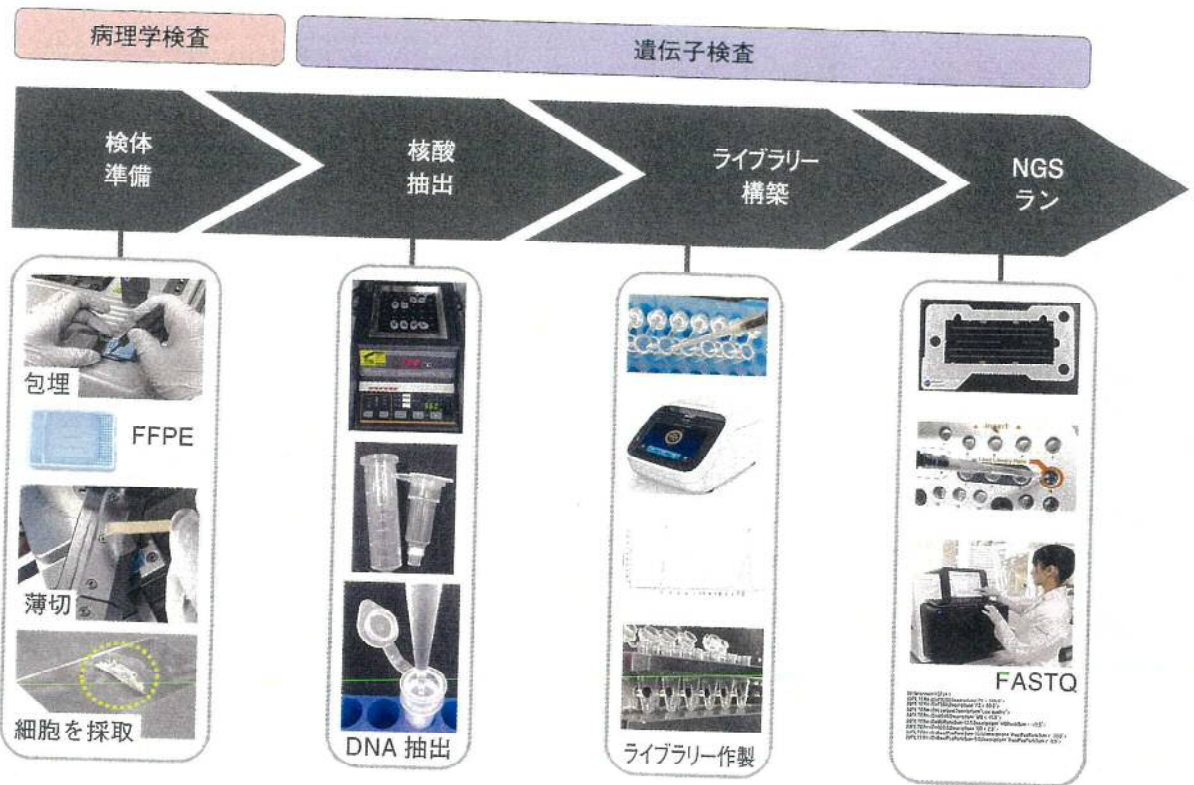 病理学検査
遺伝子検査
検体
準備
核酸
抽出
ライブラリー
構築
NGS
ラン
包埋
FFPE
薄切
細胞を採取
DNA 抽出
ライブラリー作製
Insert
FASTQ